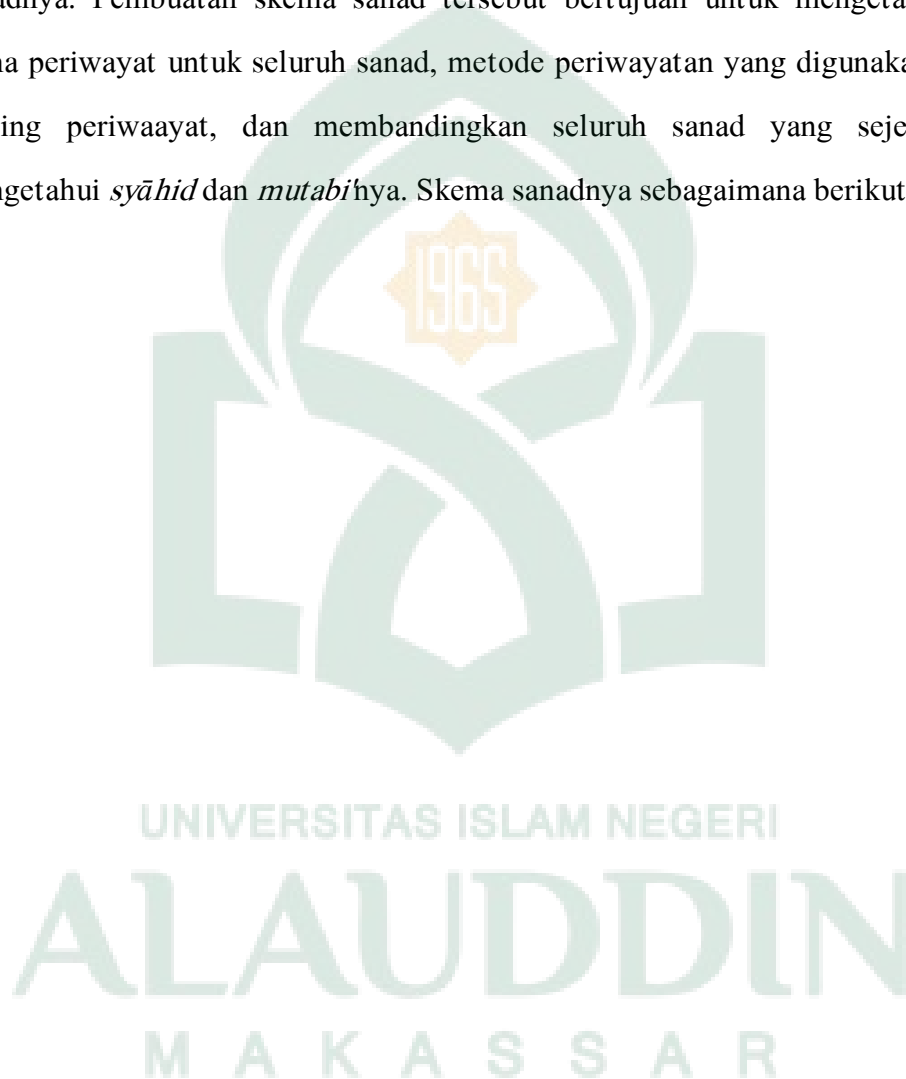 adnya. Pembuatan skema sanad tersebut bertujuan untuk mengeta
na periwayat untuk seluruh sanad, metode periwayatan yang digunaka
ing periwaayat, dan membandingkan seluruh sanad yang seje
ngetahui syāhid dan mutabi'nya. Skema sanadnya sebagaimana berikut
1965
UNIVERSITAS ISLAM NEGERI
ALAUDDIN
MAKASSAR